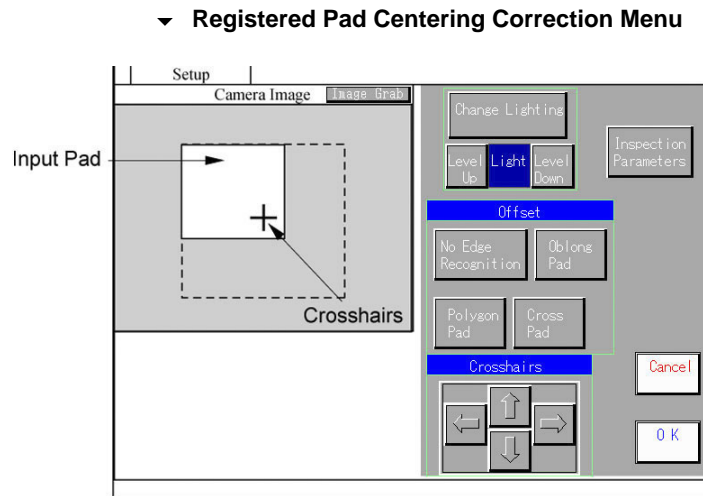 Registered Pad Centering Correction Menu
Setup
Camera Image
Image Grab
Input Pad
Crosshairs
Change Lighting
Level
Up
Light
Level
Down
Inspection
Parameters
Offset
No Edge
Recognition
Oblong
Pad
Polygon
Pad
Cross
Pad
Crosshairs
Cancel
OK